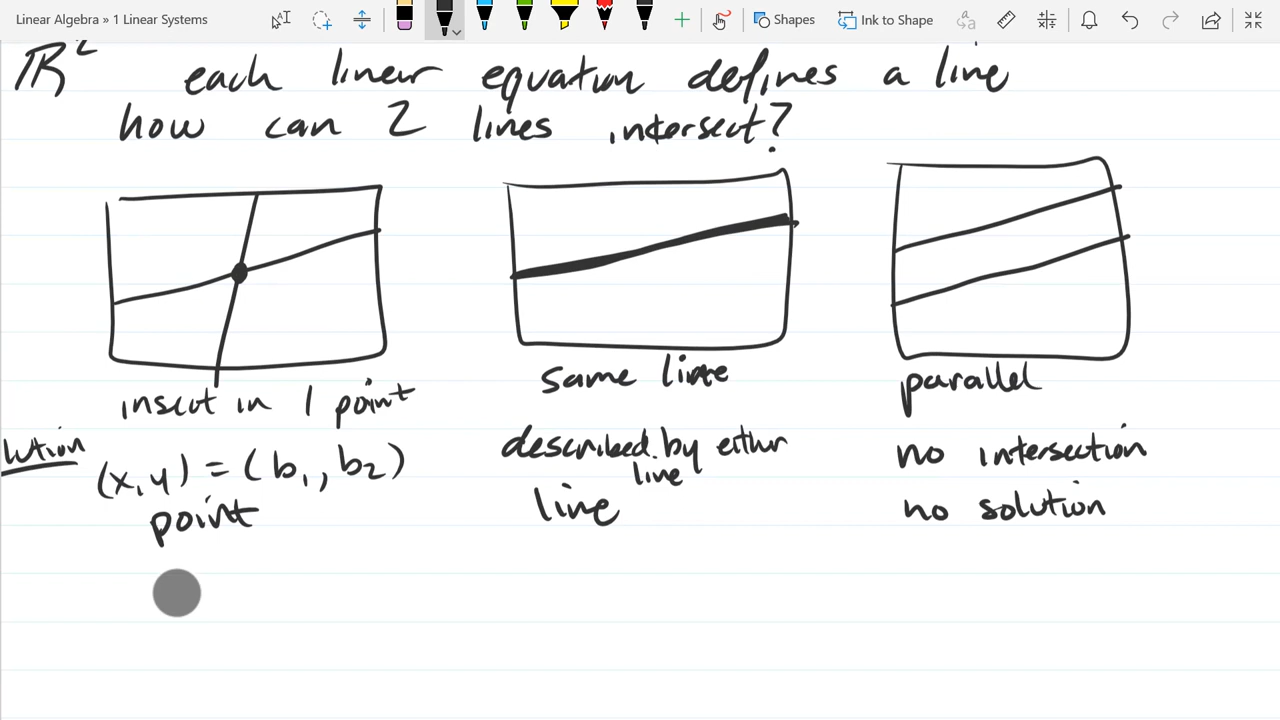 Linear Algebra » 1 Linear Systems
Shapes
Ink to Shape
ℝ² each linear equation defines a line
how can 2 lines intersect?
insect in 1 point
same line
parallel
lution
(x,y) = (b₁, b₂)
point
described by either
line
line
no intersection
no solution